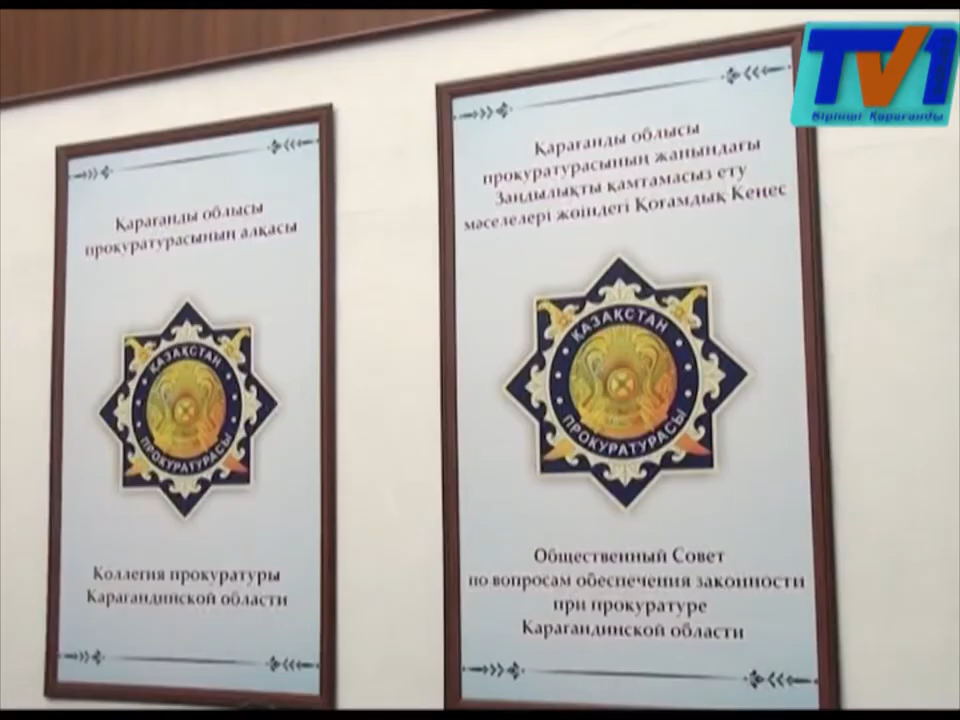 TV1
Бірінші Қарағанды
Қарағанды облысы
прокуратурасының алқасы
ҚАЗАҚСТАН
ПРОКУРАТУРАСЫ
Коллегия прокуратуры
Карагандинской области
Қарағанды облысы
прокуратурасының жанындағы
Заңдылықты қамтамасыз ету
мәселелері жөіндегі Қоғамдық Кеңес
ҚАЗАҚСТАН
ПРОКУРАТУРАСЫ
Общественный Совет
по вопросам обеспечения законности
при прокуратуре
Карагандинской области